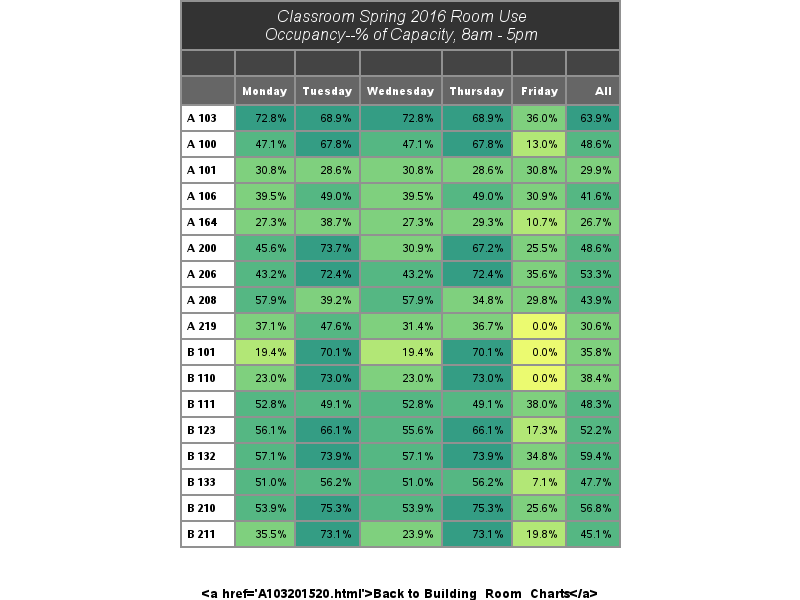 Classroom Spring 2016 Room Use
Occupancy--% of Capacity, 8am - 5pm
Monday Tuesday Wednesday Thursday Friday All
A 103 72.8% 68.9% 72.8% 68.9% 36.0% 63.9%
A 100 47.1% 67.8% 47.1% 67.8% 13.0% 48.6%
A 101 30.8% 28.6% 30.8% 28.6% 30.8% 29.9%
A 106 39.5% 49.0% 39.5% 49.0% 30.9% 41.6%
A 164 27.3% 38.7% 27.3% 29.3% 10.7% 26.7%
A 200 45.6% 73.7% 30.9% 67.2% 25.5% 48.6%
A 206 43.2% 72.4% 43.2% 72.4% 35.6% 53.3%
A 208 57.9% 39.2% 57.9% 34.8% 29.8% 43.9%
A 219 37.1% 47.6% 31.4% 36.7% 0.0% 30.6%
B 101 19.4% 70.1% 19.4% 70.1% 0.0% 35.8%
B 110 23.0% 73.0% 23.0% 73.0% 0.0% 38.4%
B 111 52.8% 49.1% 52.8% 49.1% 38.0% 48.3%
B 123 56.1% 66.1% 55.6% 66.1% 17.3% 52.2%
B 132 57.1% 73.9% 57.1% 73.9% 34.8% 59.4%
B 133 51.0% 56.2% 51.0% 56.2% 7.1% 47.7%
B 210 53.9% 75.3% 53.9% 75.3% 25.6% 56.8%
B 211 35.5% 73.1% 23.9% 73.1% 19.8% 45.1%
<a href='A103201520.html'>Back to Building_Room_Charts</a>